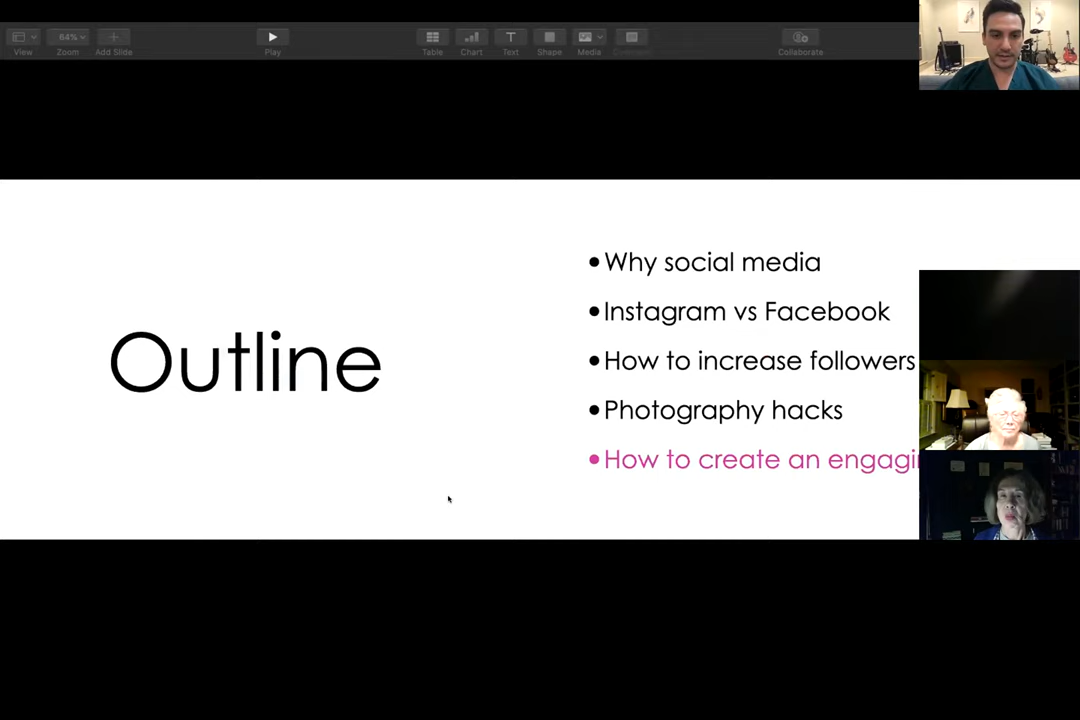 64%
View
Zoom
Add Slide
Play
Table
Chart
Text
Shape
Media
Collaborate
Outline
•Why social media
•Instagram vs Facebook
•How to increase followers
•Photography hacks
•How to create an